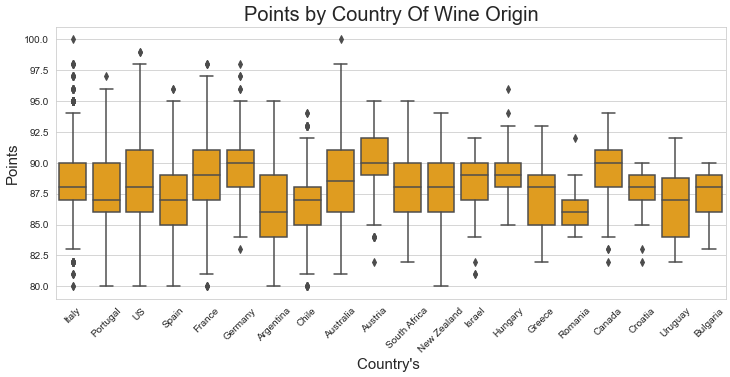 Points by Country Of Wine Origin
Points
100.0
97.5
95.0
92.5
90.0
87.5
85.0
82.5
80.0
Italy
Portugal
US
Spain
France
Germany
Argentina
Chile
Australia
Austria
South Africa
New Zealand
Israel
Hungary
Greece
Romania
Canada
Croatia
Uruguay
Bulgaria
Country's